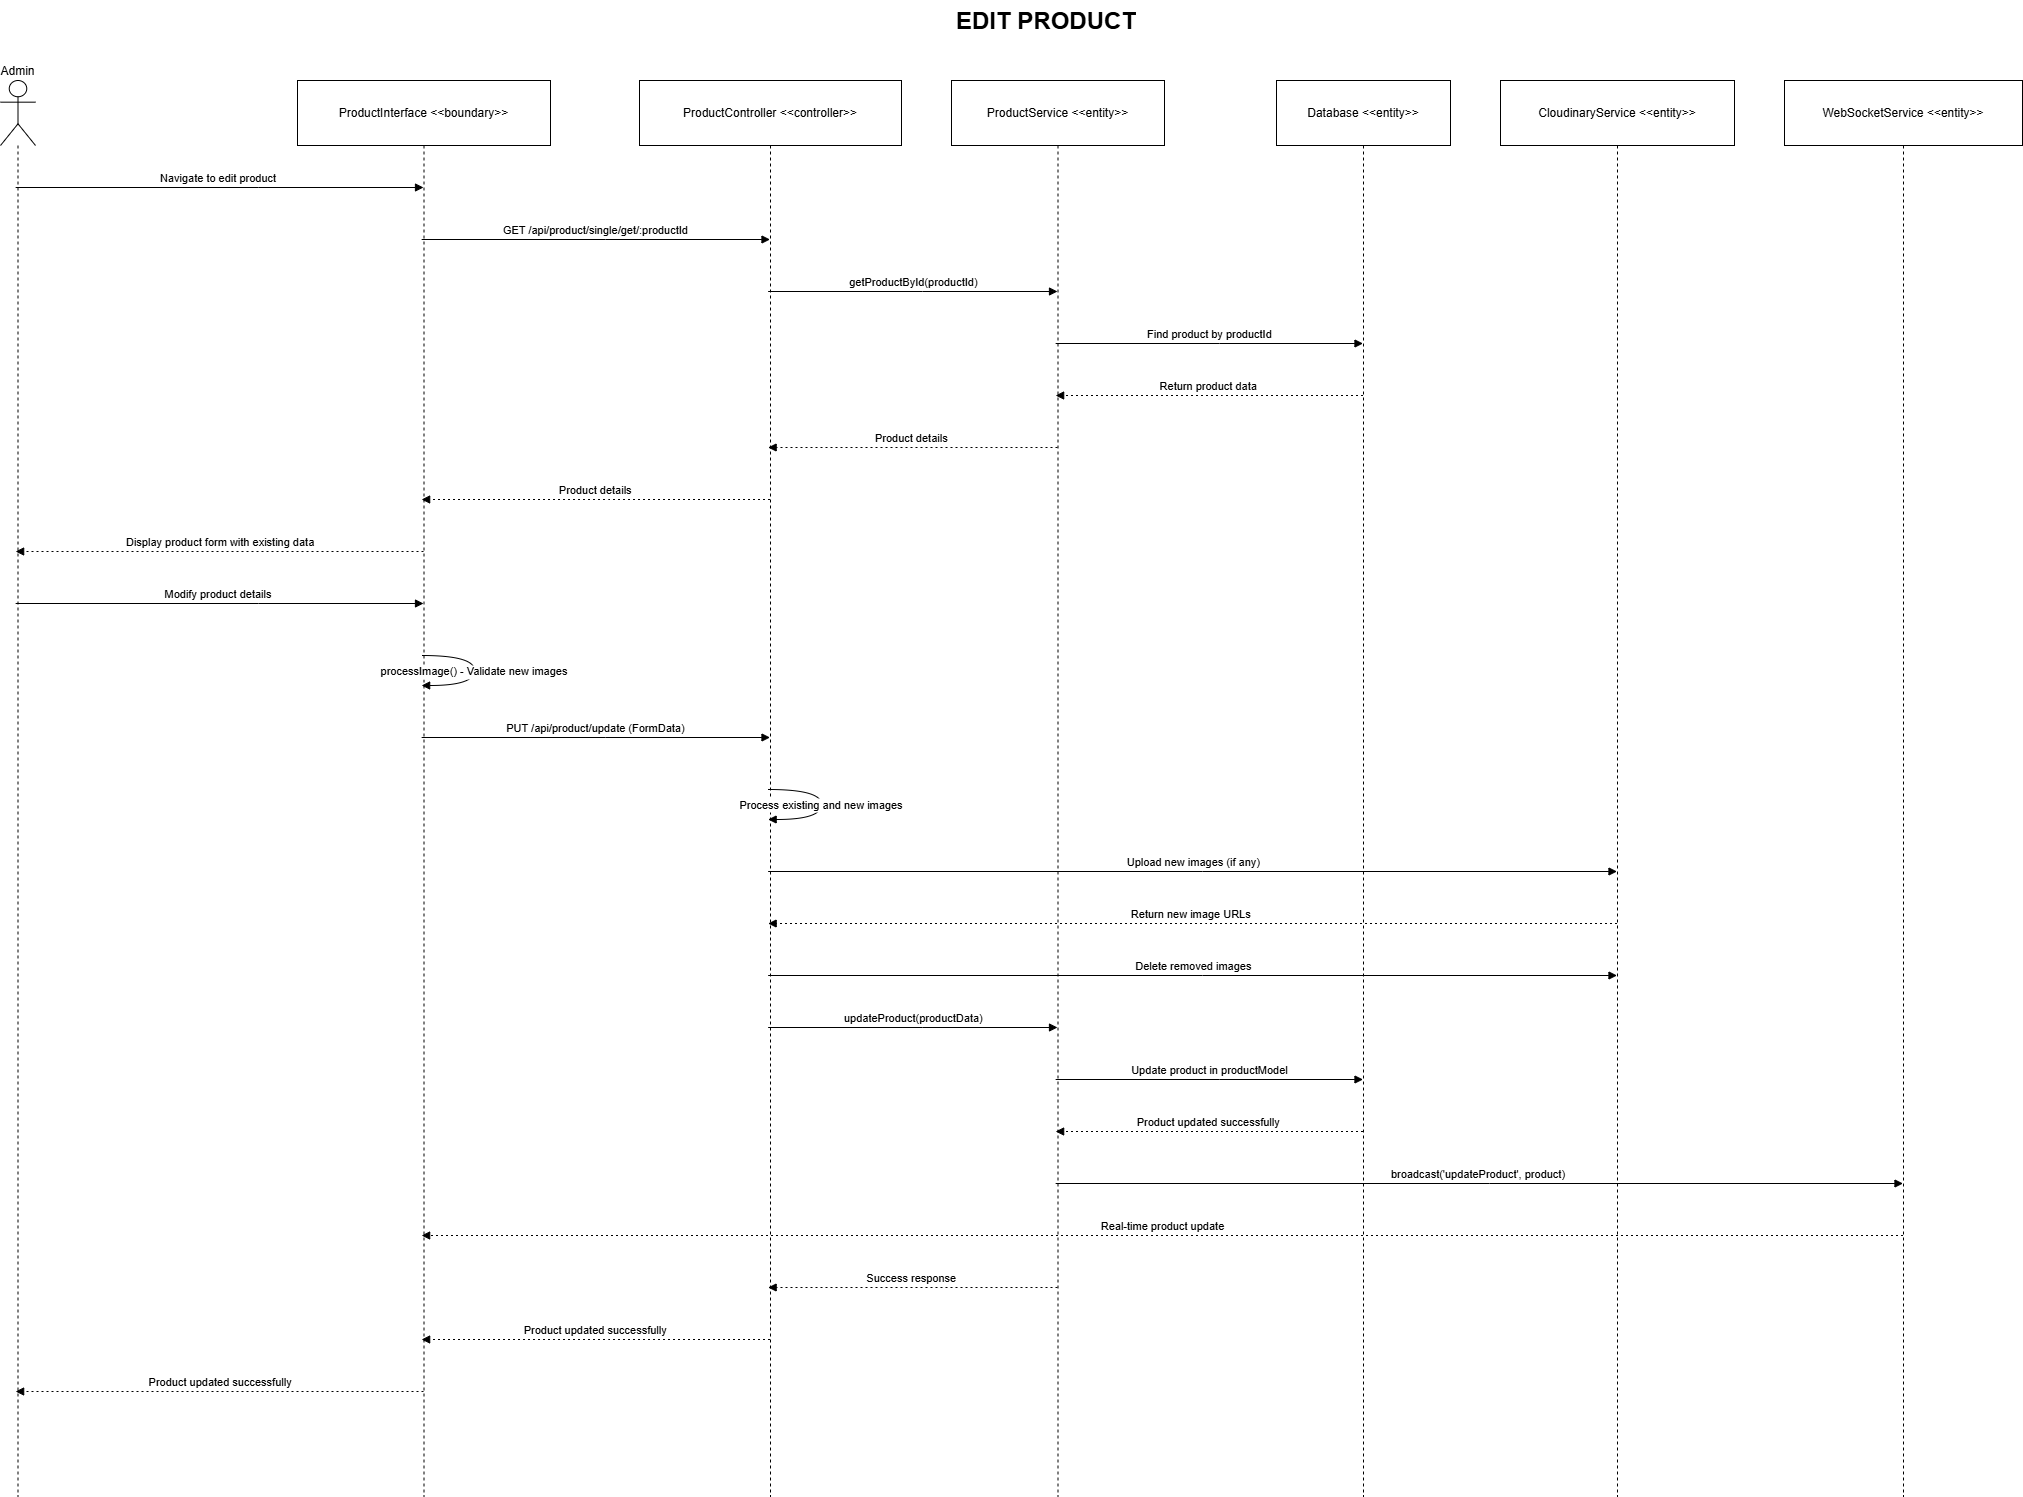 EDIT PRODUCT
Admin
ProductInterface <<boundary>>
ProductController <<controller>>
ProductService <<entity>>
Database <<entity>>
CloudinaryService <<entity>>
WebSocketService <<entity>>
Navigate to edit product
GET /api/product/single/get/:productId
getProductById(productId)
Find product by productId
Return product data
Product details
Product details
Display product form with existing data
Modify product details
processImage() - Validate new images
PUT /api/product/update (FormData)
Process existing and new images
Upload new images (if any)
Return new image URLs
Delete removed images
updateProduct(productData)
Update product in productModel
Product updated successfully
broadcast('updateProduct', product)
Real-time product update
Success response
Product updated successfully
Product updated successfully